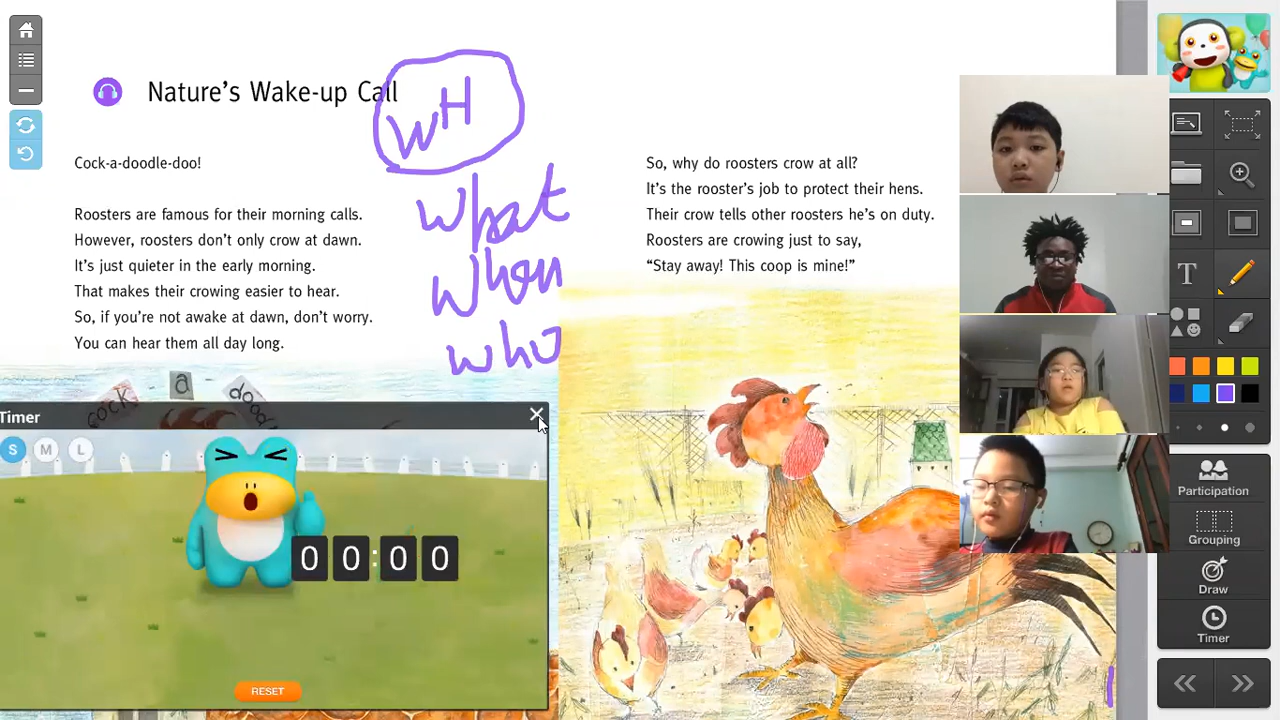 Nature's Wake-up Call
WH
Cock-a-doodle-doo!
Roosters are famous for their morning calls.
However, roosters don't only crow at dawn.
It's just quieter in the early morning.
That makes their crowing easier to hear.
So, if you're not awake at dawn, don't worry.
You can hear them all day long.
what
when
who
So, why do roosters crow at all?
It's the rooster's job to protect their hens.
Their crow tells other roosters he's on duty.
Roosters are crowing just to say,
“Stay away! This coop is mine!”
cock
a
dood
Timer
S M L
00:00
RESET
T
Participation
Grouping
Draw
Timer